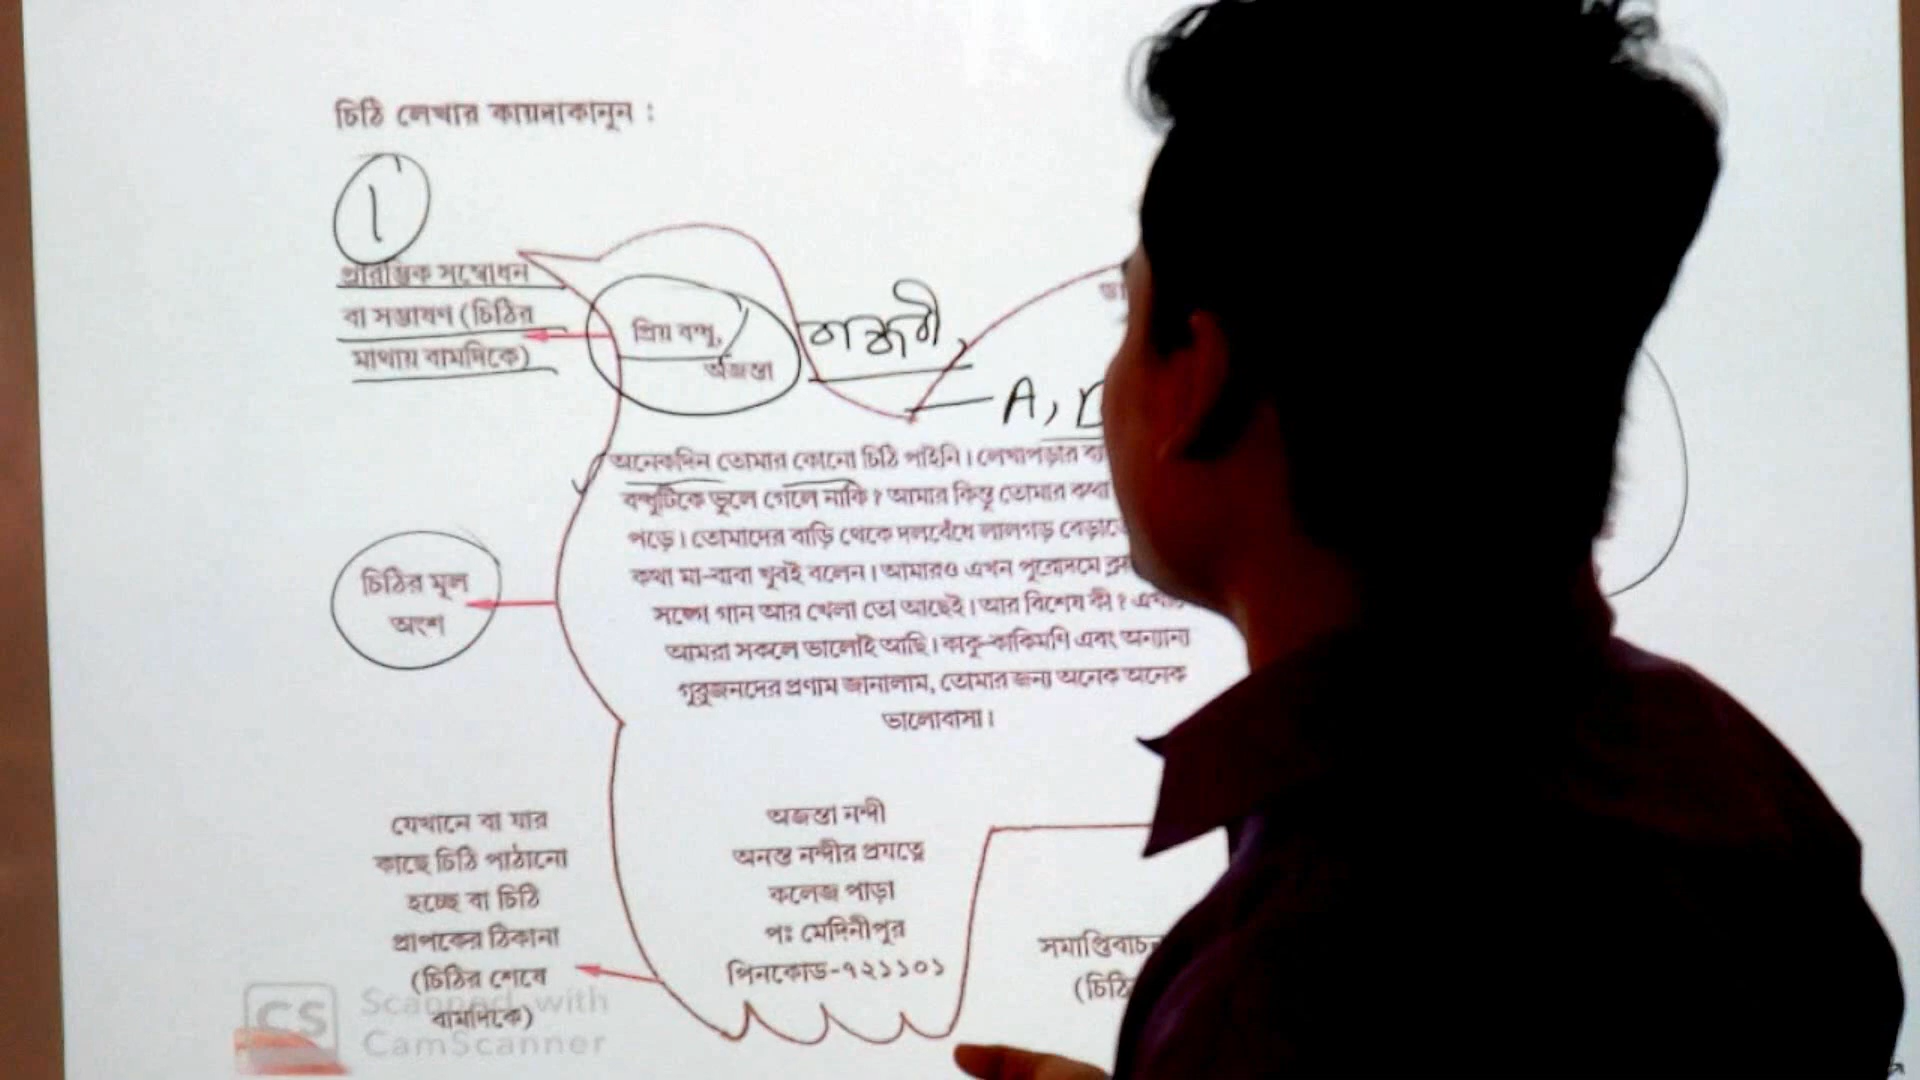 চিঠি লেখার কায়দাকানুন :
১
প্রারম্ভিক সম্বোধন
বা সম্ভাষণ (চিঠির
মাথায় বামদিকে)
প্রিয় বন্ধু,
অজন্তা
A,
অনেকদিন তোমার কোনো চিঠি পাইনি। লেখাপড়ার
বন্ধুটিকে ভুলে গেলে নাকি? আমার কিন্তু তোমার কথা
পড়ে। তোমাদের বাড়ি থেকে দলবেঁধে লালগড়
কথা মা-বাবা খুবই বলেন। আমারও এখন পুরোদমে
সঙ্গে গান আর খেলা তো আছেই। আর বিশেষ কী?
আমরা সকলে ভালোই আছি। কাকু-কাকিমণি এবং অন্যান্য
গুরুজনদের প্রণাম জানালাম, তোমার জন্য অনেক অনেক
ভালোবাসা।
চিঠির মূল
অংশ
যেখানে বা যার
কাছে চিঠি পাঠানো
হচ্ছে বা চিঠি
প্রাপকের ঠিকানা
(চিঠির শেষে
বামদিকে)
অজন্তা নন্দী
অনন্ত নন্দীর প্রযত্নে
কলেজ পাড়া
পঃ মেদিনীপুর
পিনকোড-৭২১১০১
CS
Scanned with
CamScanner